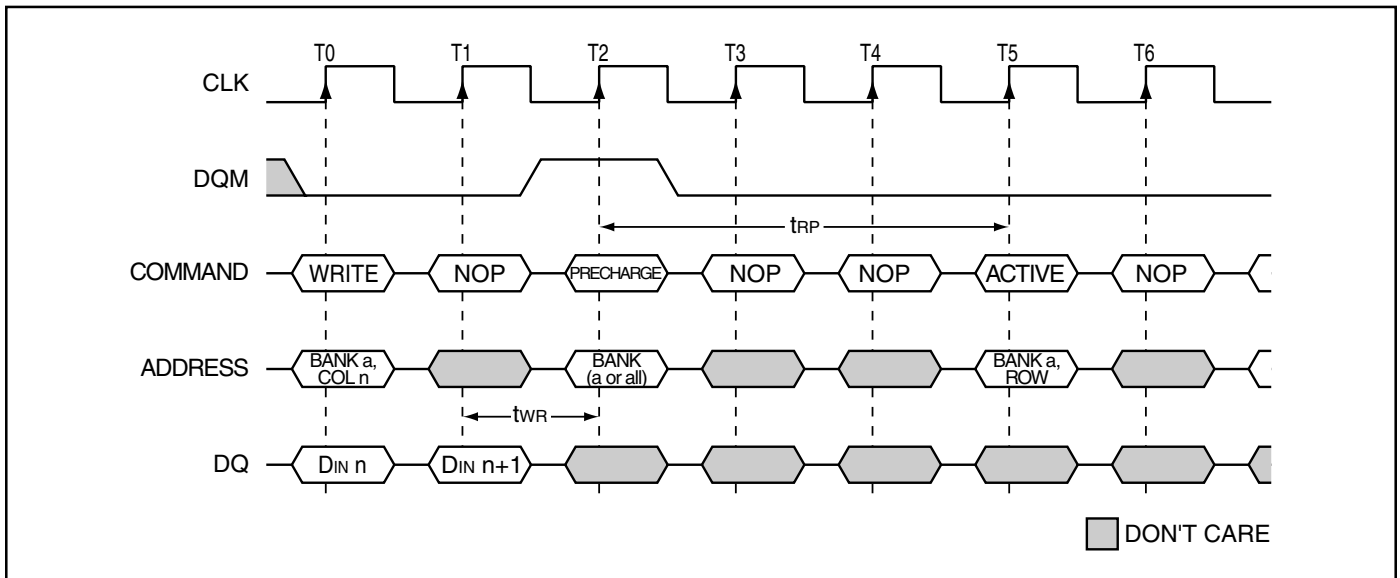 T0 T1 T2 T3 T4 T5 T6
CLK
DQM
tRP
COMMAND WRITE NOP PRECHARGE NOP NOP ACTIVE NOP
ADDRESS
BANK a,
COL n
BANK
(a or all)
BANK a,
ROW
tWR
DQ DIN n DIN n+1
DON'T CARE